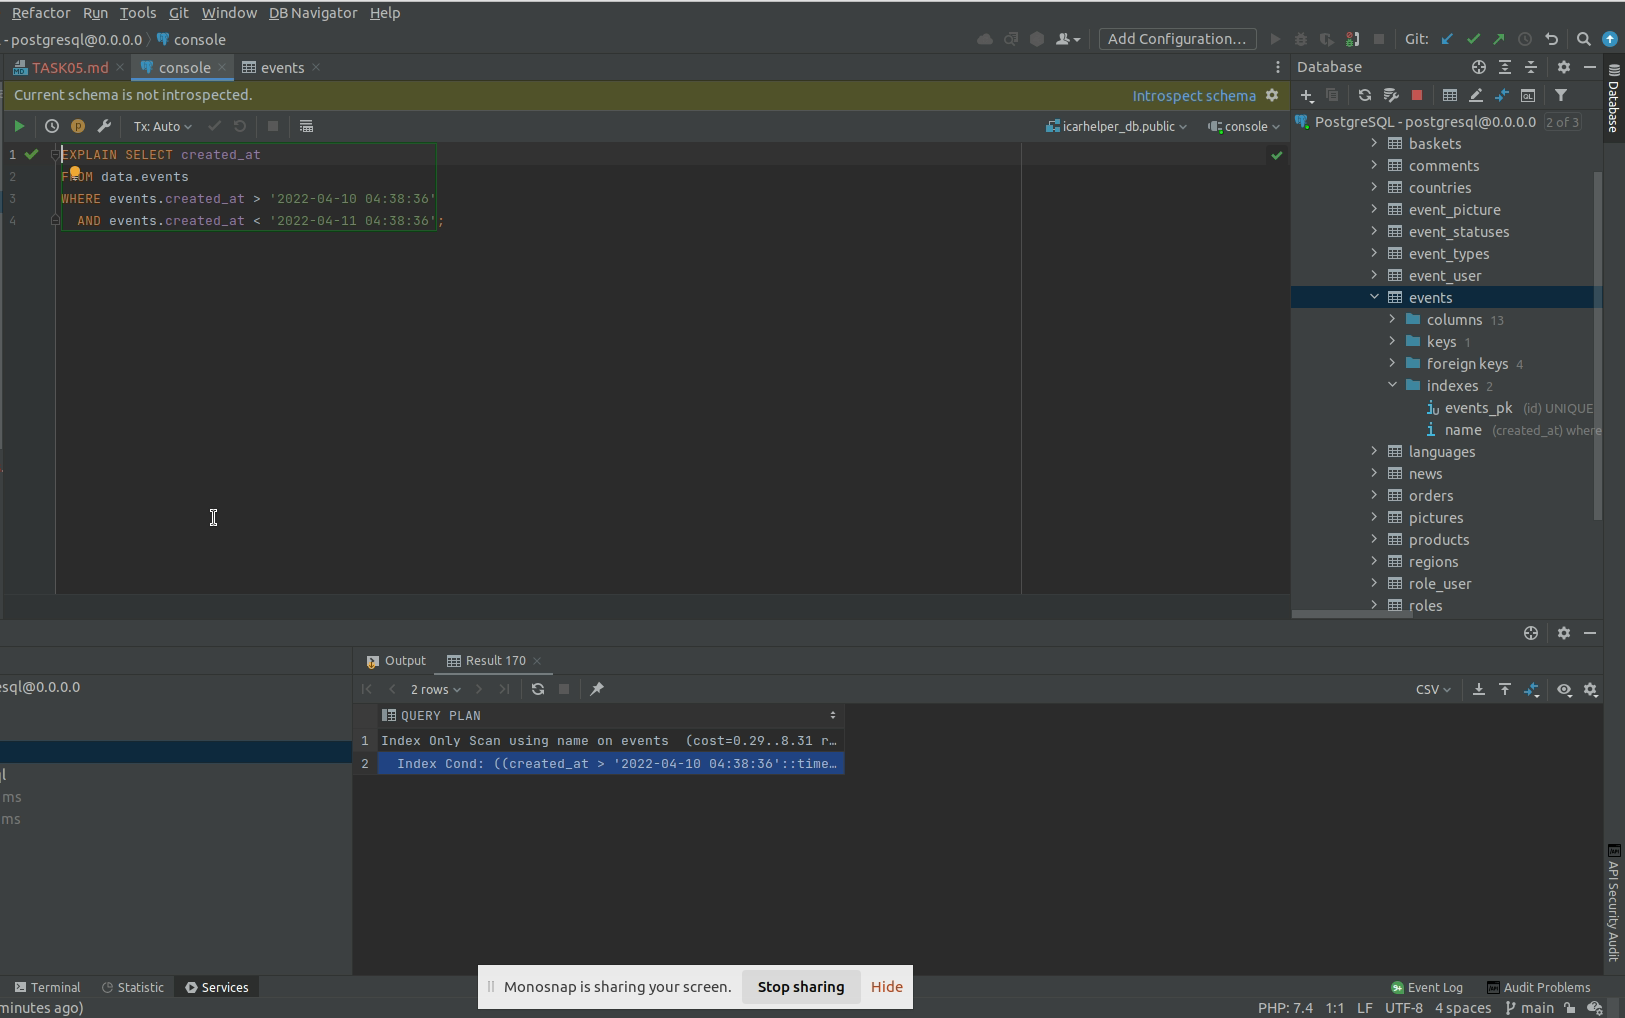 Refactor Run Tools Git Window DB Navigator Help
- postgresql@0.0.0.0 console
Add Configuration...
Git:
TASK05.md
console
events
Database
Current schema is not introspected.
Introspect schema
Tx: Auto
icarhelper_db.public
console
1 EXPLAIN SELECT created_at
2 FROM data.events
3 WHERE events.created_at > '2022-04-10 04:38:36'
4 AND events.created_at < '2022-04-11 04:38:36';
PostgreSQL - postgresql@0.0.0.0 2 of 3
baskets
comments
countries
event_picture
event_statuses
event_types
event_user
events
columns 13
keys 1
foreign keys 4
indexes 2
events_pk (id) UNIQUE
name (created_at) where
languages
news
orders
pictures
products
regions
role_user
roles
Database
API Security Audit
sql@0.0.0.0
ms
ms
Output
Result 170
2 rows
CSV
QUERY PLAN
1 Index Only Scan using name on events (cost=0.29..8.31 r…
2 Index Cond: ((created_at > '2022-04-10 04:38:36'::time…
Terminal
Statistic
Services
Monosnap is sharing your screen.
Stop sharing
Hide
Event Log
Audit Problems
minutes ago)
PHP: 7.4 1:1 LF UTF-8 4 spaces main